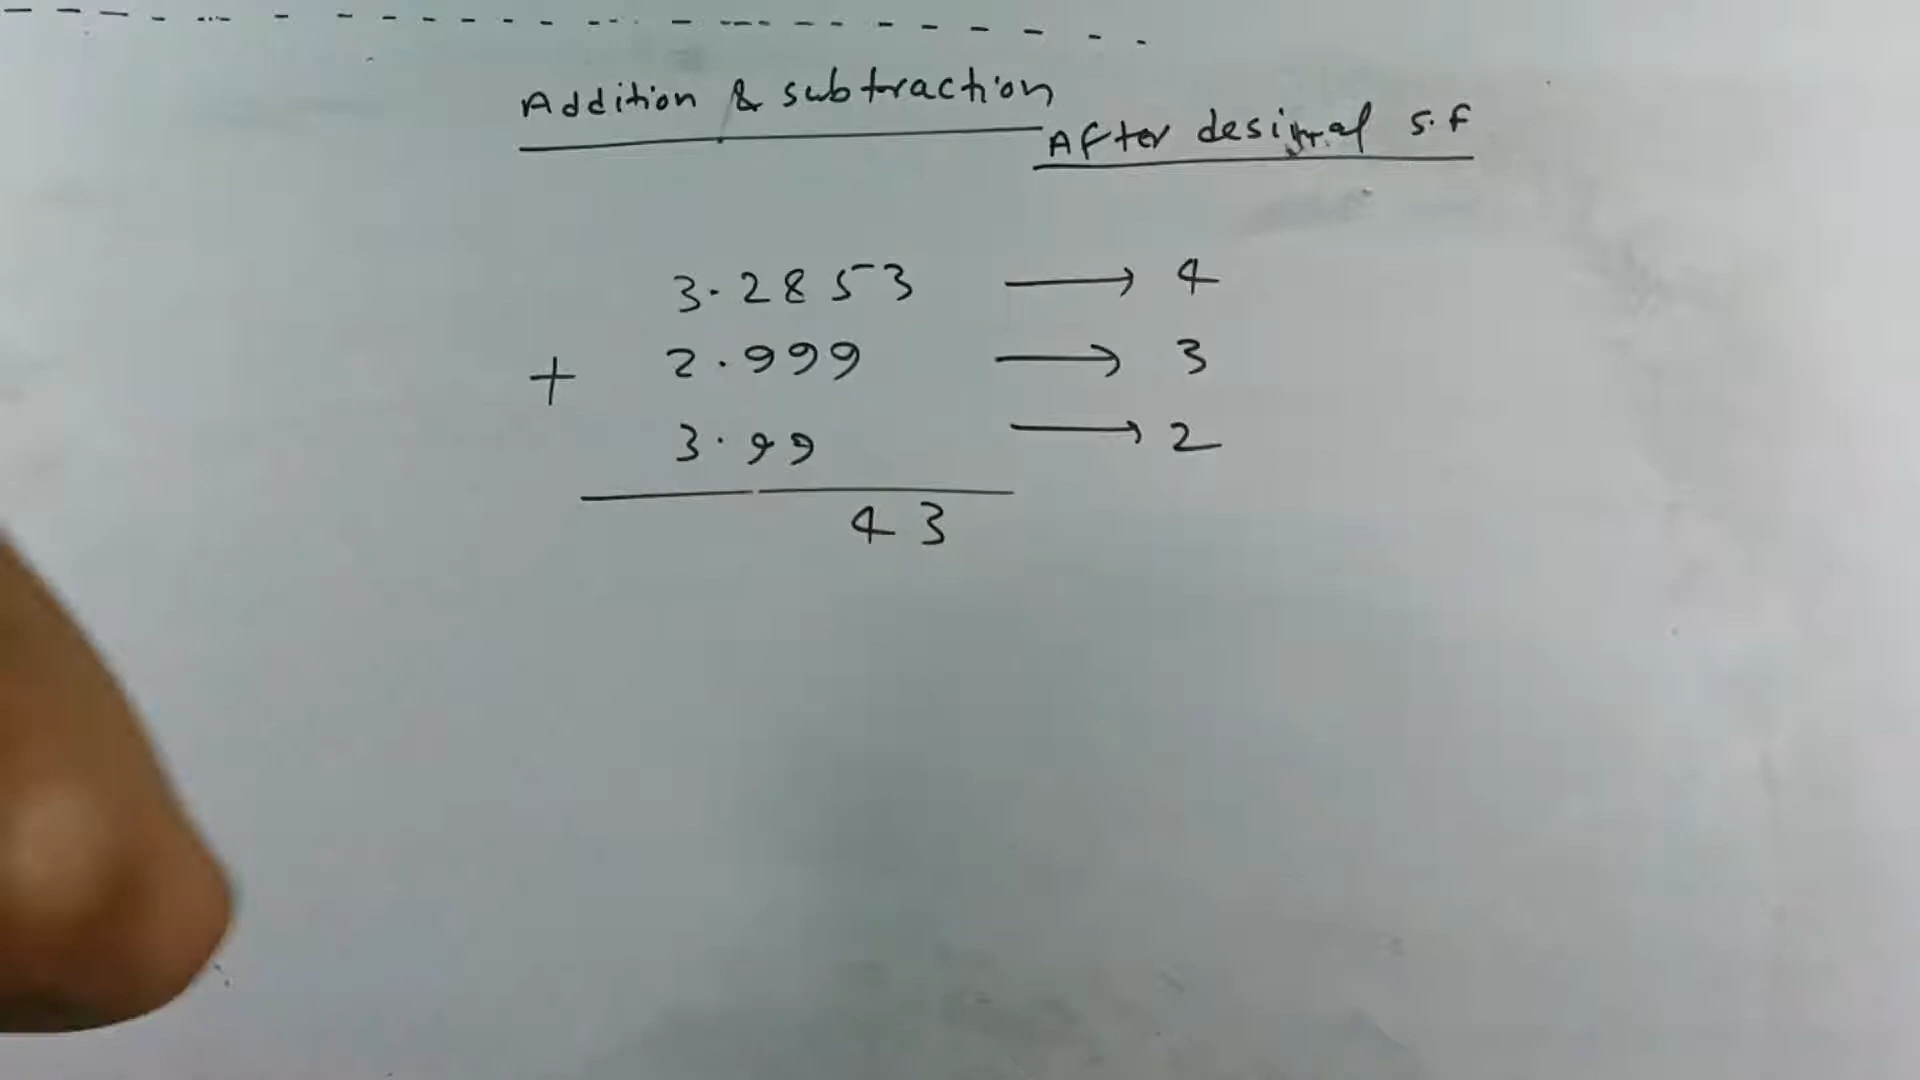 Addition & subtraction
After desimal s.f
3.2853 → 4
+ 2.999 → 3
3.99 → 2
43